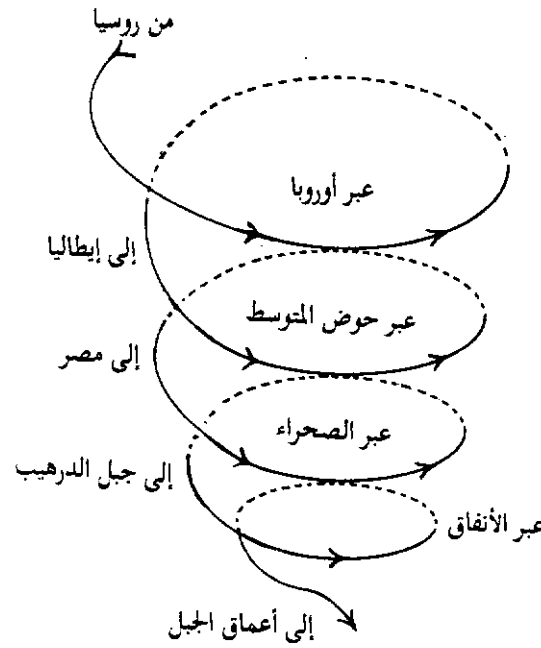 من روسيا
عبر أوروبا
إلى إيطاليا
عبر حوض المتوسط
إلى مصر
عبر الصحراء
إلى جبل الدرهيب
عبر الأنفاق
إلى أعماق الجبل